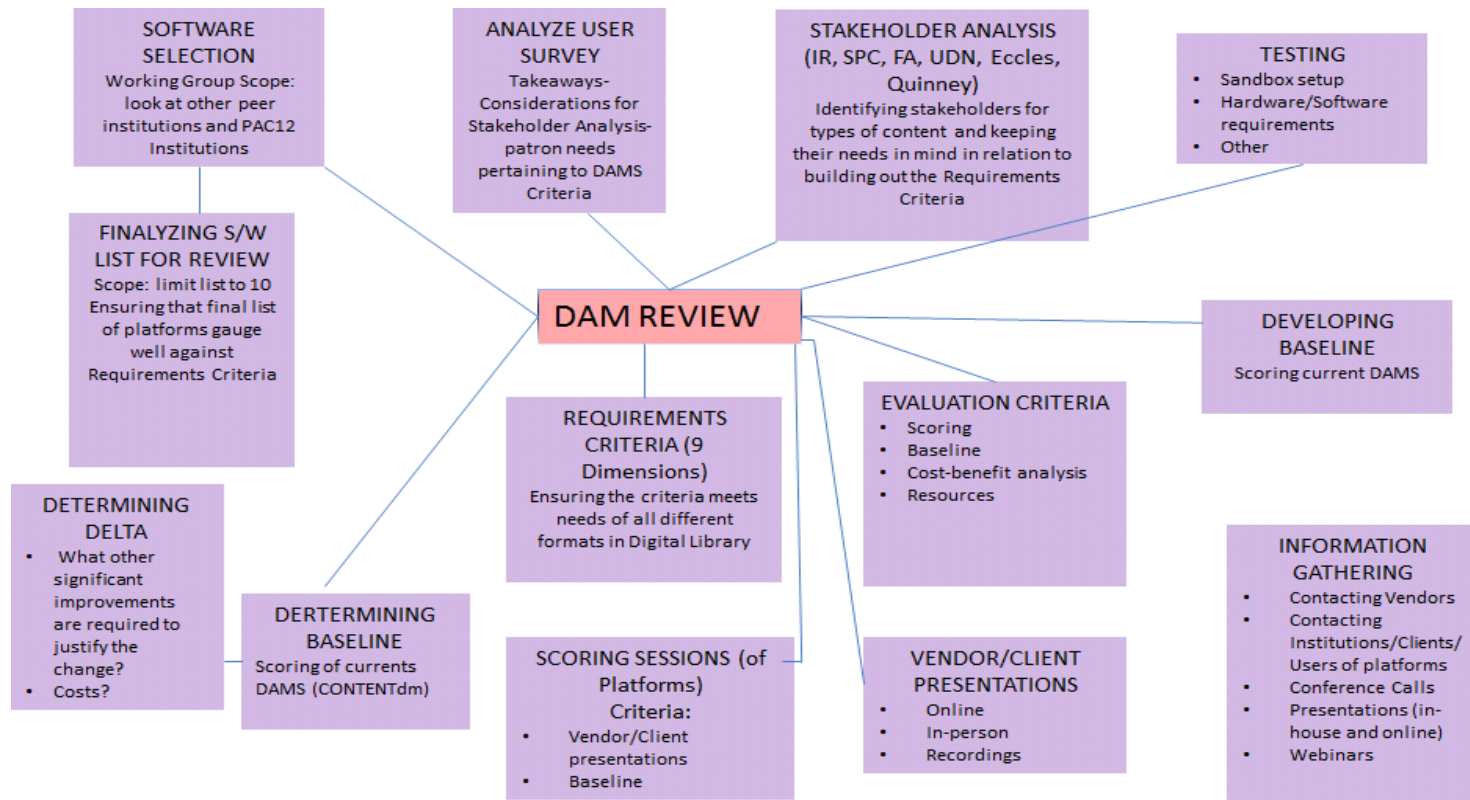 SOFTWARE
SELECTION
Working Group Scope:
look at other peer
institutions and PAC12
Institutions
ANALYZE USER
SURVEY
Takeaways-
Considerations for
Stakeholder Analysis-
patron needs
pertaining to DAMS
Criteria
STAKEHOLDER ANALYSIS
(IR, SPC, FA, UDN, Eccles,
Quinney)
Identifying stakeholders for
types of content and keeping
their needs in mind in relation to
building out the Requirements
Criteria
TESTING
• Sandbox setup
• Hardware/Software
requirements
• Other
FINALYZING S/W
LIST FOR REVIEW
Scope: limit list to 10
Ensuring that final list
of platforms gauge
well against
Requirements Criteria
DAM REVIEW
DEVELOPING
BASELINE
Scoring current DAMS
REQUIREMENTS
CRITERIA (9
Dimensions)
Ensuring the criteria meets
needs of all different
formats in Digital Library
EVALUATION CRITERIA
• Scoring
• Baseline
• Cost-benefit analysis
• Resources
DETERMINING
DELTA
• What other
significant
improvements
are required to
justify the
change?
• Costs?
DERTERMINING
BASELINE
Scoring of currents
DAMS (CONTENTdm)
SCORING SESSIONS (of
Platforms)
Criteria:
• Vendor/Client
presentations
• Baseline
VENDOR/CLIENT
PRESENTATIONS
• Online
• In-person
• Recordings
INFORMATION
GATHERING
• Contacting Vendors
• Contacting
Institutions/Clients/
Users of platforms
• Conference Calls
• Presentations (in-
house and online)
• Webinars